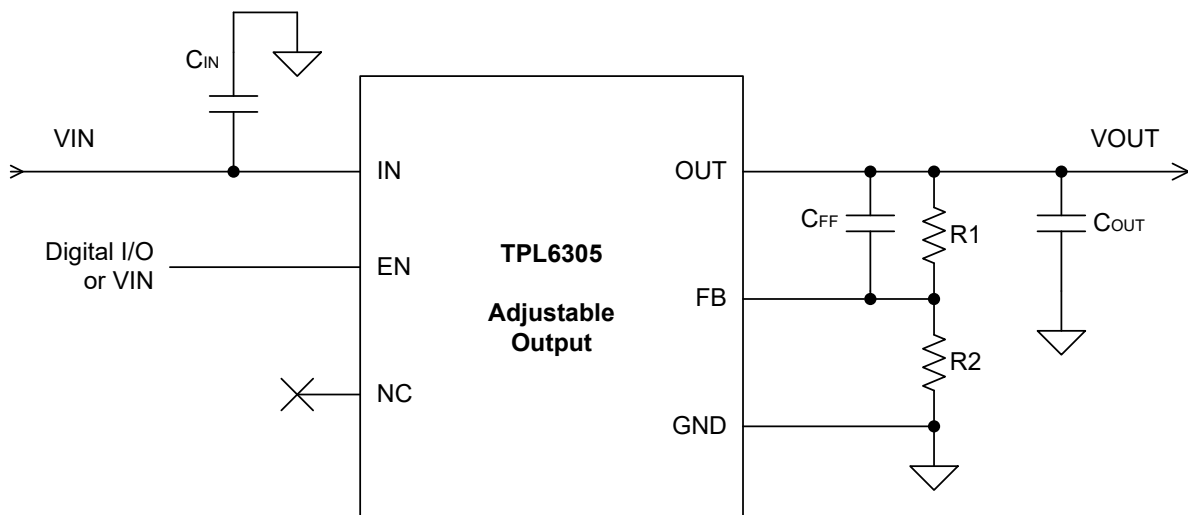 CIN
VIN
IN
OUT
VOUT
CFF
R1
COUT
Digital I/O
or VIN
EN
TPL6305
Adjustable
Output
FB
R2
NC
GND